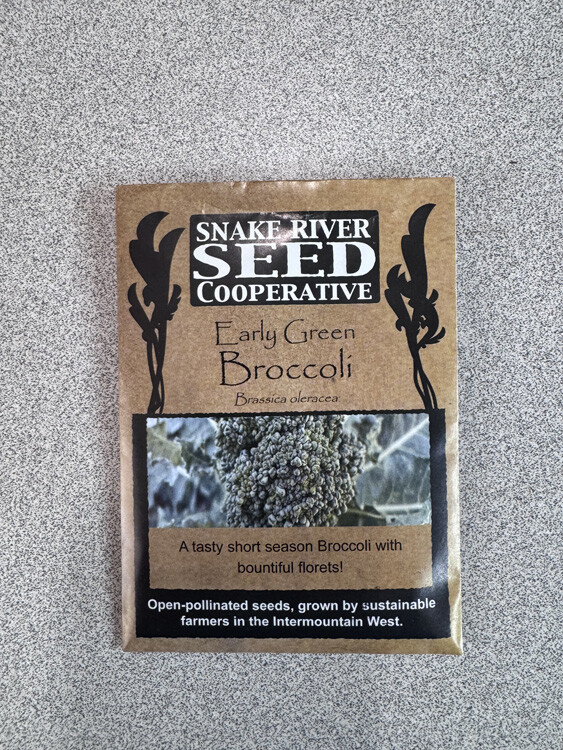 SNAKE RIVER
SEED
COOPERATIVE
Early Green
Broccoli
Brassica oleracea
A tasty short season Broccoli with
bountiful florets!
Open-pollinated seeds, grown by sustainable
farmers in the Intermountain West.